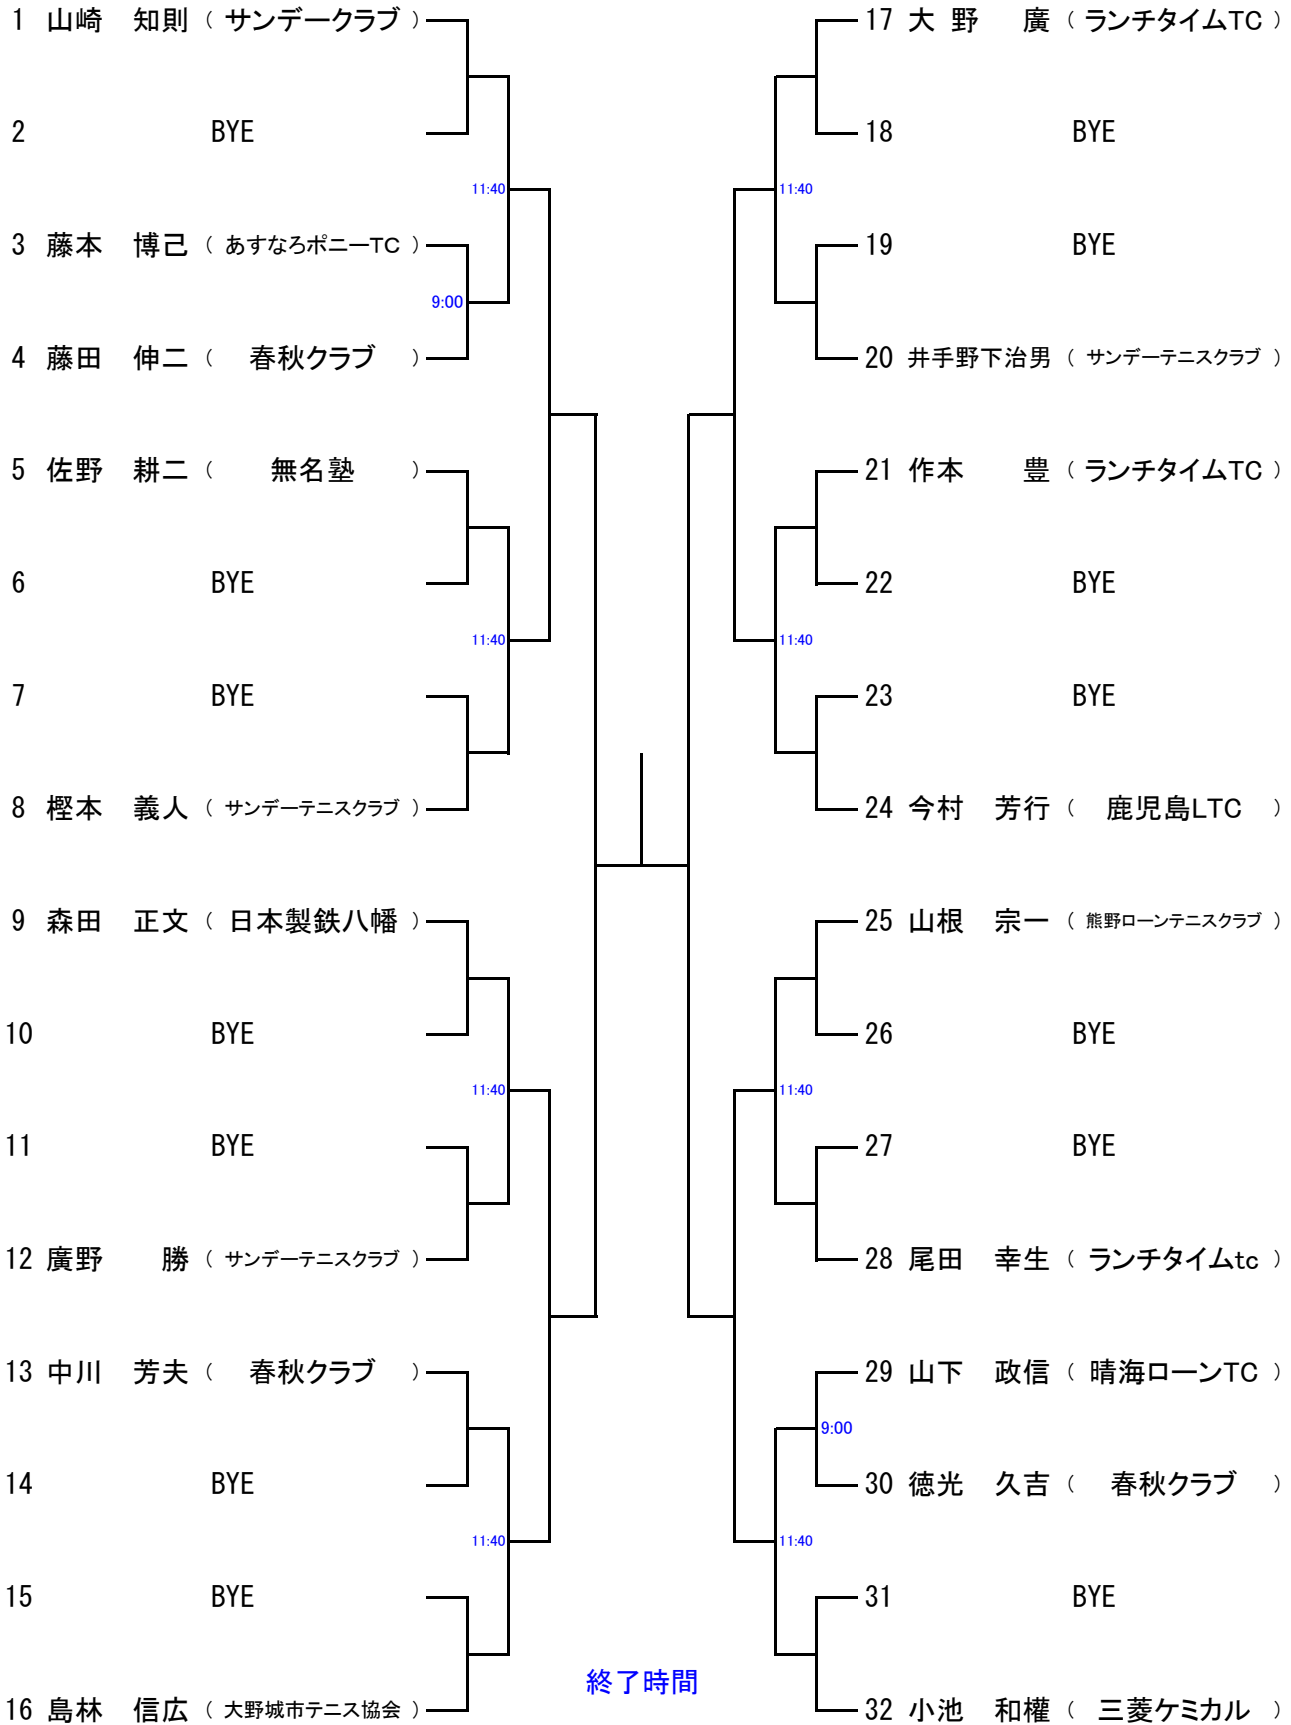 1 山崎　知則 （ サンデークラブ ）
2 BYE
11:40
3 藤本　博己 （ あすなろポニーTC ）
9:00
4 藤田　伸二 （ 春秋クラブ ）
5 佐野　耕二 （ 無名塾 ）
6 BYE
11:40
7 BYE
8 樫本　義人 （ サンデーテニスクラブ ）
9 森田　正文 （ 日本製鉄八幡 ）
10 BYE
11:40
11 BYE
12 廣野　勝 （ サンデーテニスクラブ ）
13 中川　芳夫 （ 春秋クラブ ）
14 BYE
11:40
15 BYE
16 島林　信広 （ 大野城市テニス協会 ）
17 大 野　廣 （ ランチタイムTC ）
18 BYE
11:40
19 BYE
20 井手野下治男 （ サンデーテニスクラブ ）
21 作本　豊 （ ランチタイムTC ）
22 BYE
11:40
23 BYE
24 今村　芳行 （ 鹿児島LTC ）
25 山根　宗一 （ 熊野ローンテニスクラブ ）
26 BYE
11:40
27 BYE
28 尾田　幸生 （ ランチタイムtc ）
29 山下　政信 （ 晴海ローンTC ）
9:00
30 徳光　久吉 （ 春秋クラブ ）
11:40
31 BYE
32 小池　和權 （ 三菱ケミカル ）
終了時間